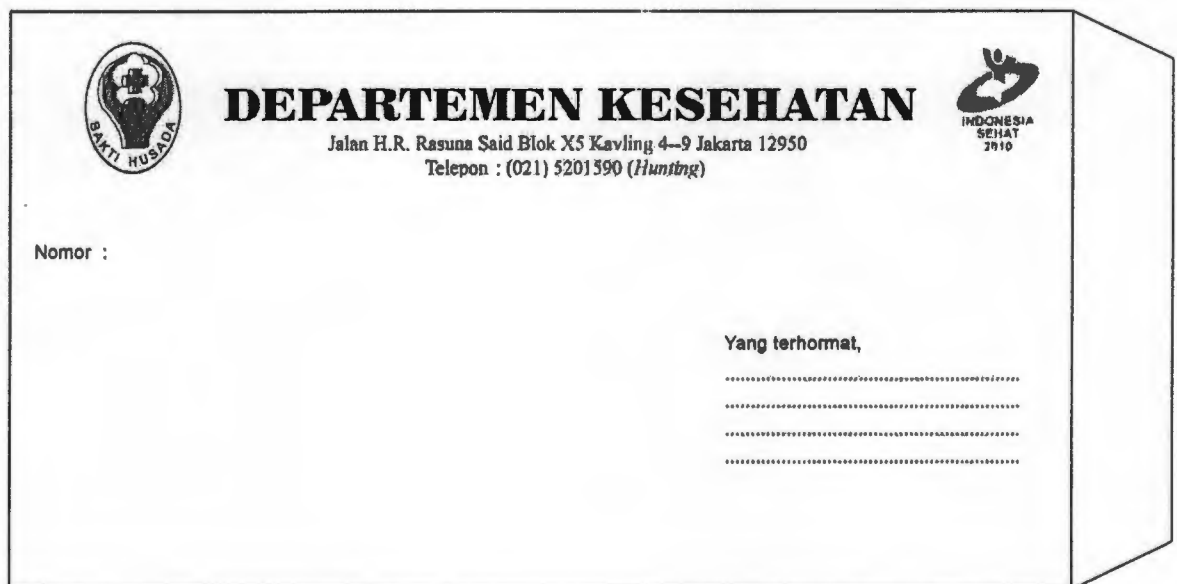 BAKTI HUSADA
DEPARTEMEN KESEHATAN
Jalan H.R. Rasuna Said Blok X5 Kavling 4--9 Jakarta 12950
Telepon : (021) 5201590 (Hunting)
INDONESIA
SEHAT
2010
Nomor :
Yang terhormat,